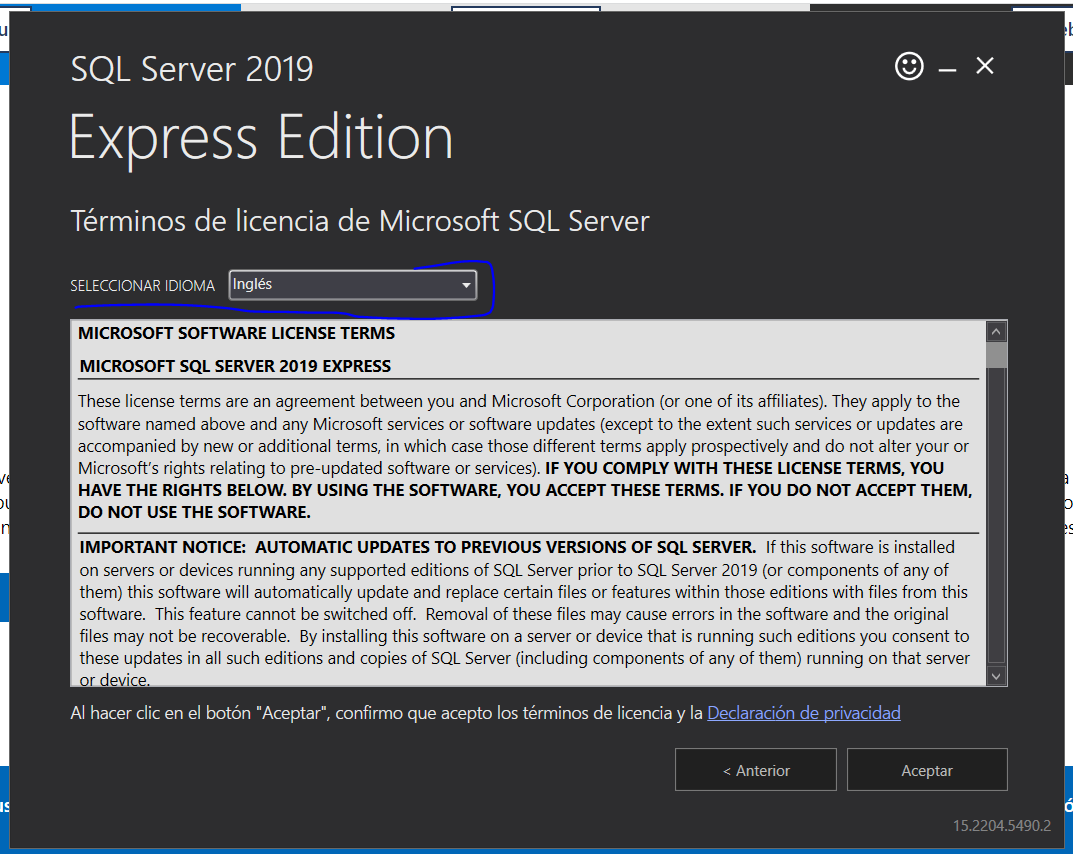 SQL Server 2019
Express Edition
Términos de licencia de Microsoft SQL Server
SELECCIONAR IDIOMA Inglés
MICROSOFT SOFTWARE LICENSE TERMS
MICROSOFT SQL SERVER 2019 EXPRESS
These license terms are an agreement between you and Microsoft Corporation (or one of its affiliates). They apply to the
software named above and any Microsoft services or software updates (except to the extent such services or updates are
accompanied by new or additional terms, in which case those different terms apply prospectively and do not alter your or
Microsoft's rights relating to pre-updated software or services). IF YOU COMPLY WITH THESE LICENSE TERMS, YOU
HAVE THE RIGHTS BELOW. BY USING THE SOFTWARE, YOU ACCEPT THESE TERMS. IF YOU DO NOT ACCEPT THEM,
DO NOT USE THE SOFTWARE.
IMPORTANT NOTICE: AUTOMATIC UPDATES TO PREVIOUS VERSIONS OF SQL SERVER. If this software is installed
on servers or devices running any supported editions of SQL Server prior to SQL Server 2019 (or components of any of
them) this software will automatically update and replace certain files or features within those editions with files from this
software. This feature cannot be switched off. Removal of these files may cause errors in the software and the original
files may not be recoverable. By installing this software on a server or device that is running such editions you consent to
these updates in all such editions and copies of SQL Server (including components of any of them) running on that server
or device.
Al hacer clic en el botón "Aceptar", confirmo que acepto los términos de licencia y la Declaración de privacidad
< Anterior Aceptar
15.2204.5490.2